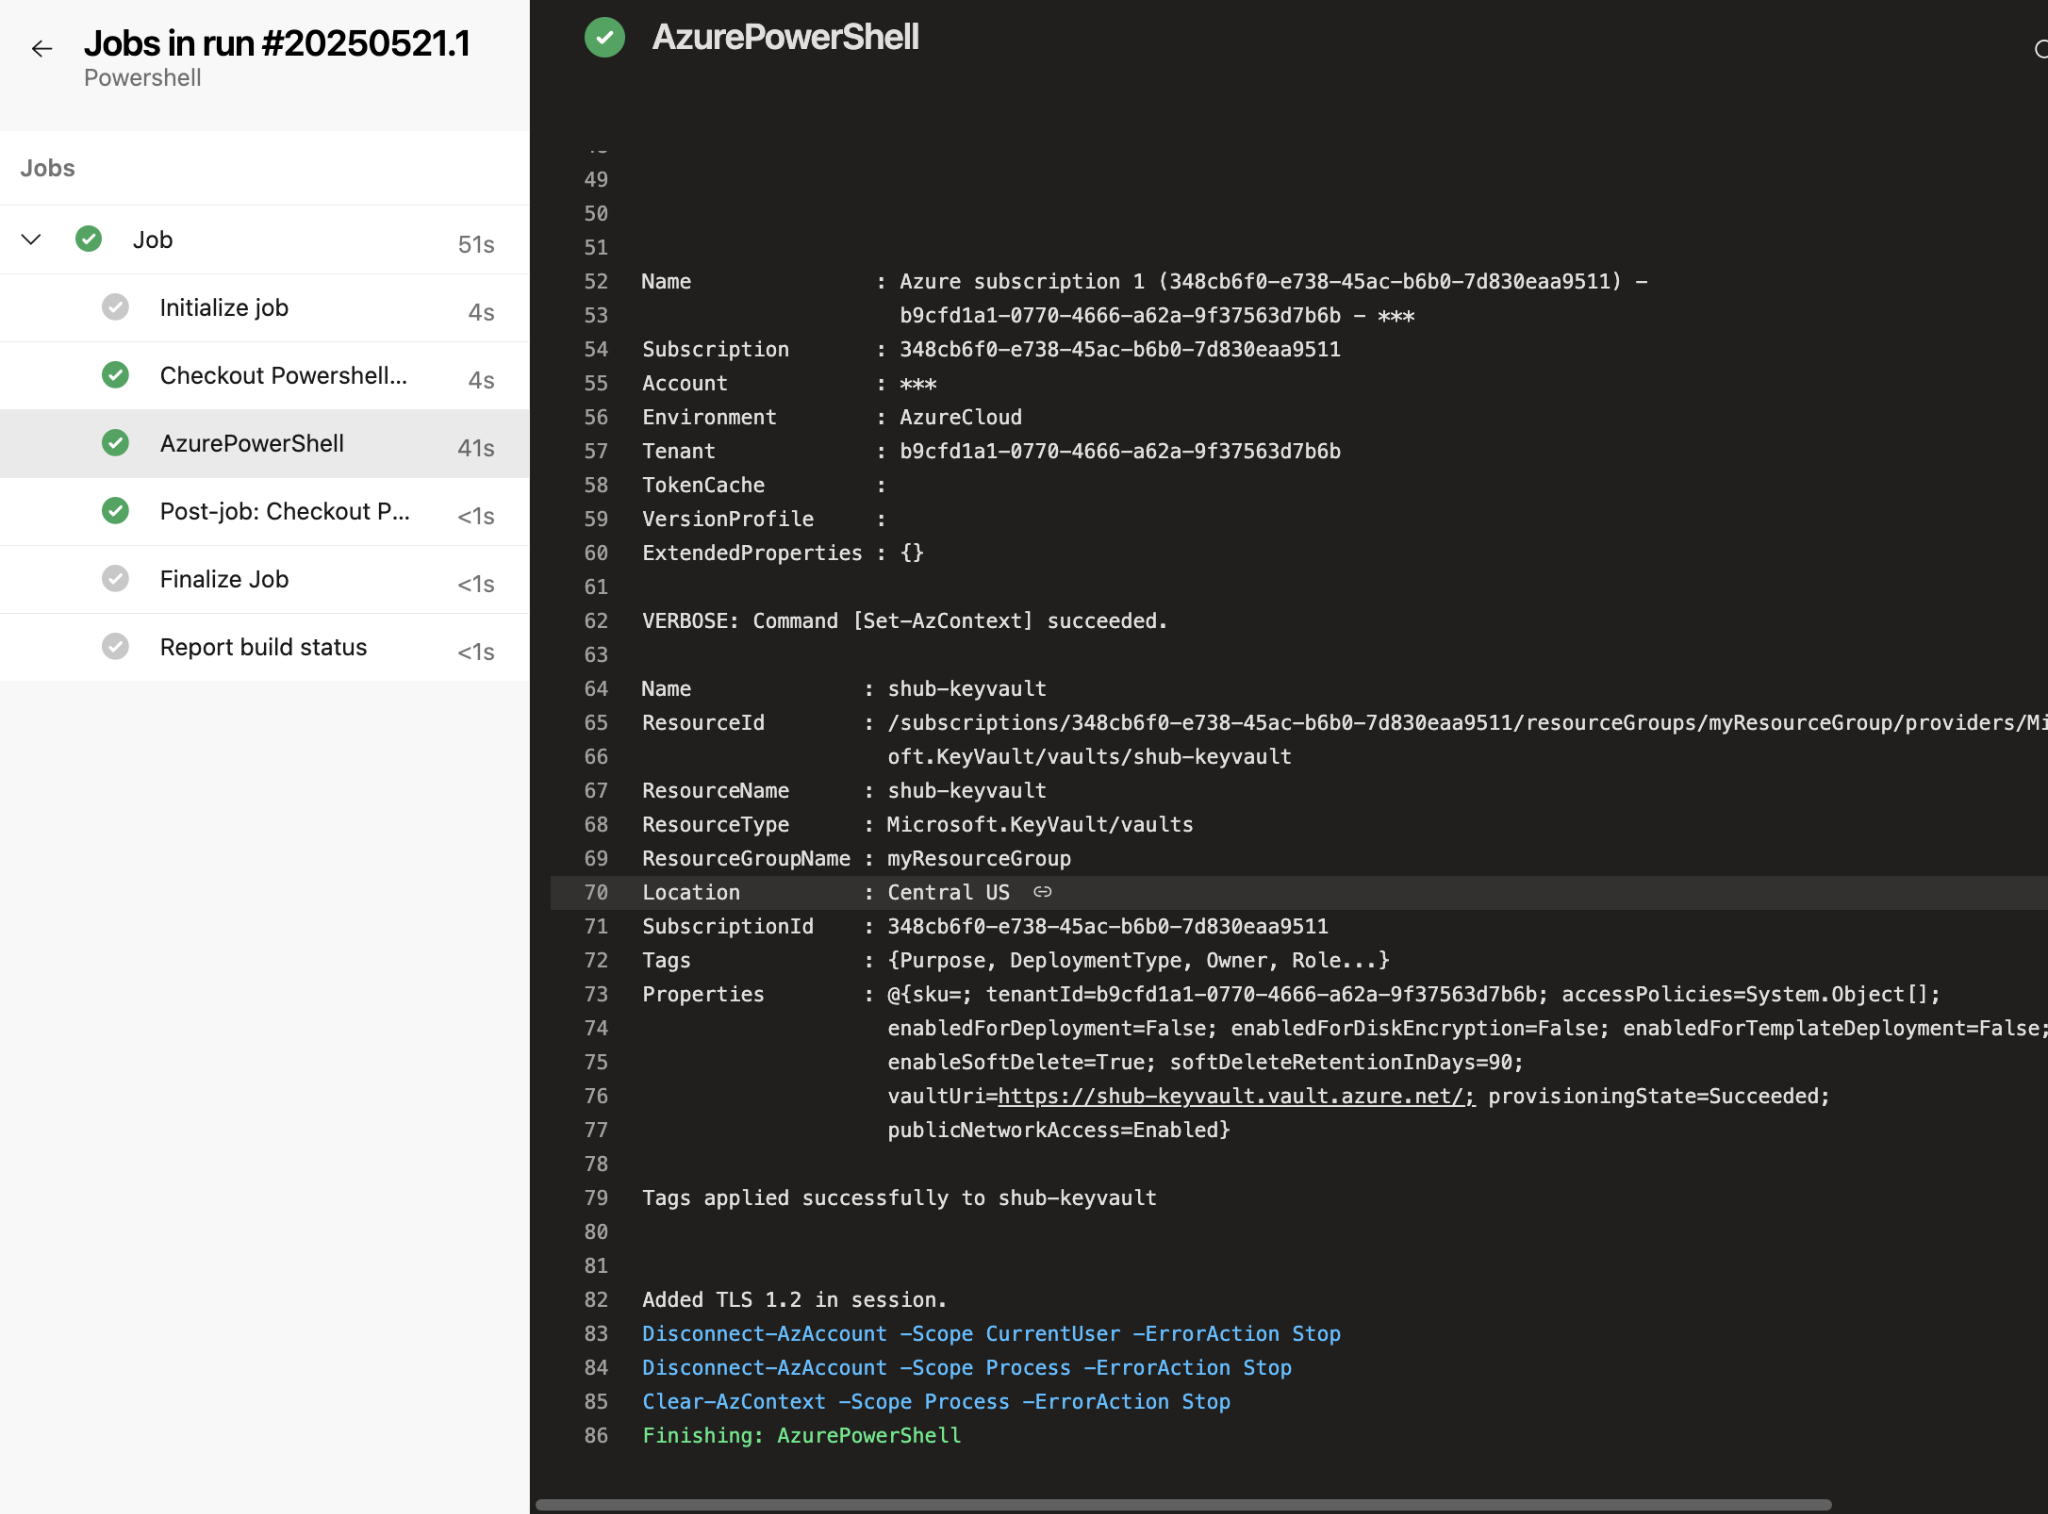 Jobs in run #20250521.1
Powershell
Jobs
Job 51s
Initialize job 4s
Checkout Powershell... 4s
AzurePowerShell 41s
Post-job: Checkout P... <1s
Finalize Job <1s
Report build status <1s
AzurePowerShell
49
50
51
52 Name : Azure subscription 1 (348cb6f0-e738-45ac-b6b0-7d830eaa9511) -
53 b9cfd1a1-0770-4666-a62a-9f37563d7b6b - ***
54 Subscription : 348cb6f0-e738-45ac-b6b0-7d830eaa9511
55 Account : ***
56 Environment : AzureCloud
57 Tenant : b9cfd1a1-0770-4666-a62a-9f37563d7b6b
58 TokenCache :
59 VersionProfile :
60 ExtendedProperties : {}
61
62 VERBOSE: Command [Set-AzContext] succeeded.
63
64 Name : shub-keyvault
65 ResourceId : /subscriptions/348cb6f0-e738-45ac-b6b0-7d830eaa9511/resourceGroups/myResourceGroup/providers/Mi
66 oft.KeyVault/vaults/shub-keyvault
67 ResourceName : shub-keyvault
68 ResourceType : Microsoft.KeyVault/vaults
69 ResourceGroupName : myResourceGroup
70 Location : Central US
71 SubscriptionId : 348cb6f0-e738-45ac-b6b0-7d830eaa9511
72 Tags : {Purpose, DeploymentType, Owner, Role...}
73 Properties : @{sku=; tenantId=b9cfd1a1-0770-4666-a62a-9f37563d7b6b; accessPolicies=System.Object[];
74 enabledForDeployment=False; enabledForDiskEncryption=False; enabledForTemplateDeployment=False;
75 enableSoftDelete=True; softDeleteRetentionInDays=90;
76 vaultUri=https://shub-keyvault.vault.azure.net/; provisioningState=Succeeded;
77 publicNetworkAccess=Enabled}
78
79 Tags applied successfully to shub-keyvault
80
81
82 Added TLS 1.2 in session.
83 Disconnect-AzAccount -Scope CurrentUser -ErrorAction Stop
84 Disconnect-AzAccount -Scope Process -ErrorAction Stop
85 Clear-AzContext -Scope Process -ErrorAction Stop
86 Finishing: AzurePowerShell